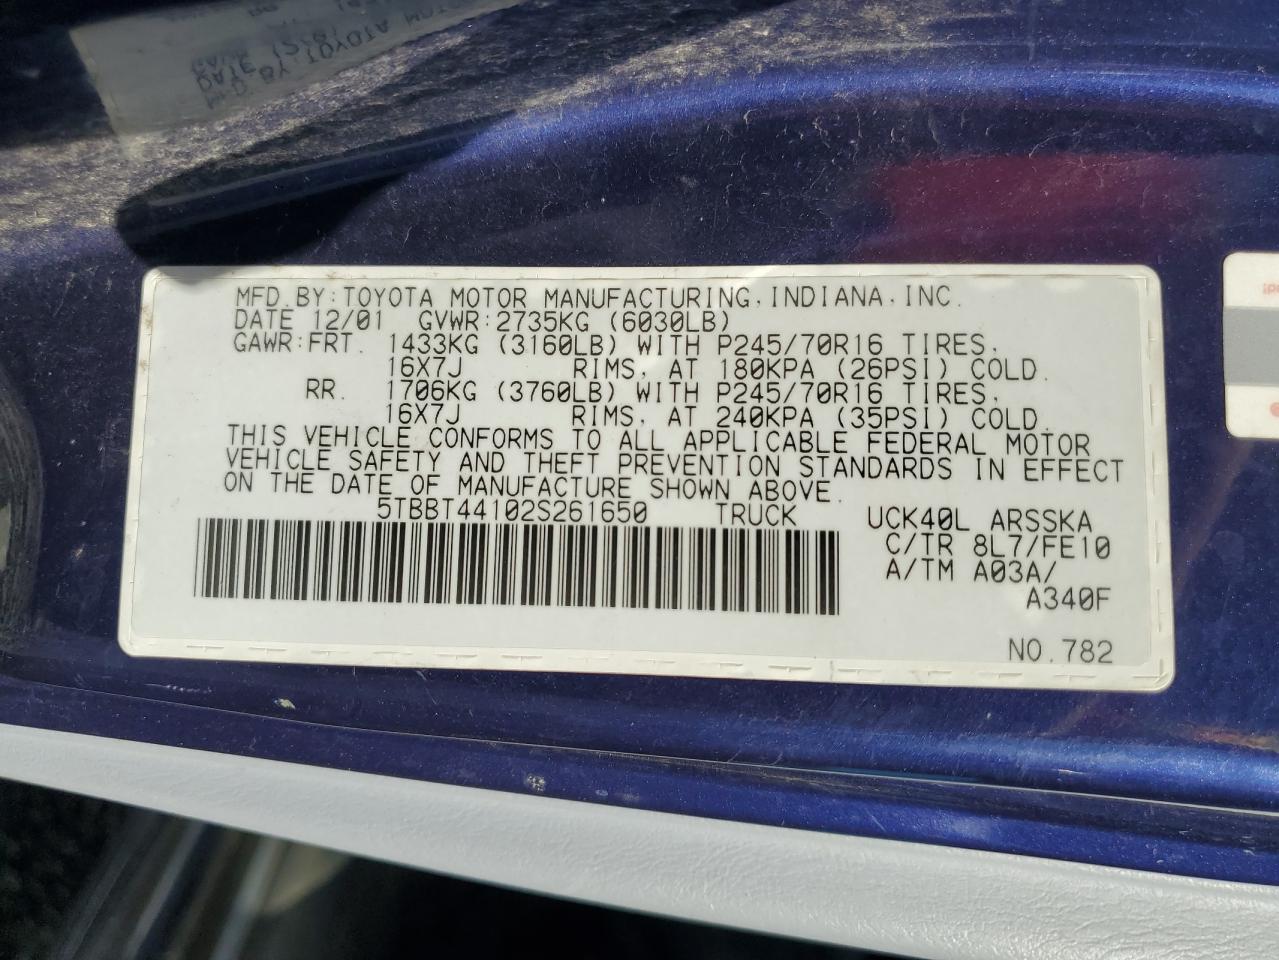 MFD. BY: TOYOTA MOTOR MANUFACTURING, INDIANA, INC.
DATE 12/01 GVWR: 2735KG (6030LB)
GAWR: FRT. 1433KG (3160LB) WITH P245/70R16 TIRES,
16X7J RIMS, AT 180KPA (26PSI) COLD.
RR. 1706KG (3760LB) WITH P245/70R16 TIRES,
16X7J RIMS, AT 240KPA (35PSI) COLD.
THIS VEHICLE CONFORMS TO ALL APPLICABLE FEDERAL MOTOR
VEHICLE SAFETY AND THEFT PREVENTION STANDARDS IN EFFECT
ON THE DATE OF MANUFACTURE SHOWN ABOVE.
5TBBT44102S261650 TRUCK UCK40L ARSSKA
C/TR 8L7/FE10
A/TM A03A/
A340F
NO. 782